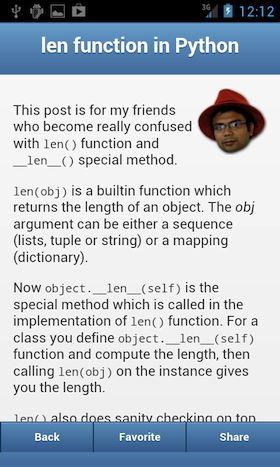 3G 12:12
len function in Python
This post is for my friends
who become really confused
with len() function and
__len__() special method.
len(obj) is a builtin function which
returns the length of an object. The obj
argument can be either a sequence
(lists, tuple or string) or a mapping
(dictionary).
Now object.__len__(self) is the
special method which is called in the
implementation of len() function. For a
class you define object.__len__(self)
function and compute the length, then
calling len(obj) on the instance gives
you the length.
len() also does sanity checking on top
Back Favorite Share